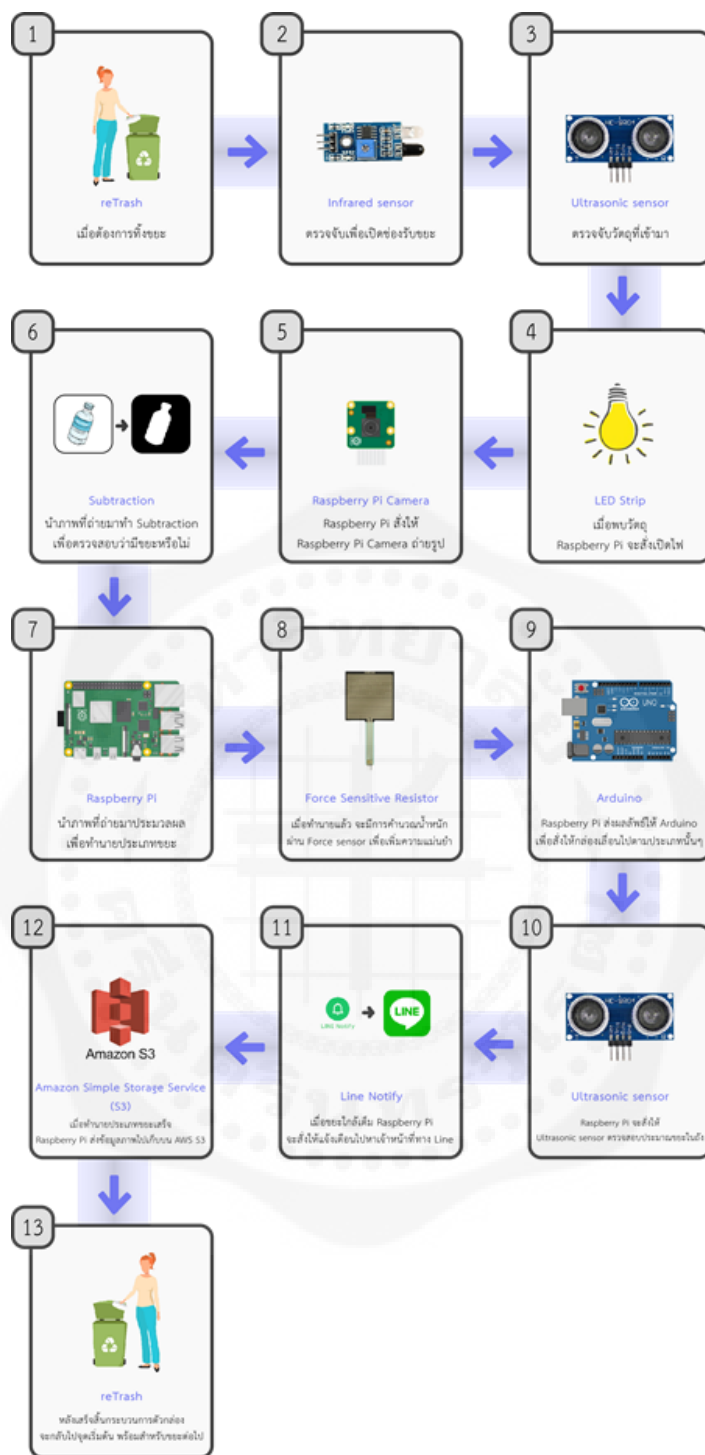 1
reTrash
เมื่อต้องการทิ้งขยะ
2
Infrared sensor
ตรวจจับเพื่อเปิดช่องรับขยะ
3
HC-SR04
Ultrasonic sensor
ตรวจจับวัตถุที่เข้ามา
4
LED Strip
เมื่อพบวัตถุ
Raspberry Pi จะสั่งเปิดไฟ
5
Raspberry Pi Camera
Raspberry Pi สั่งให้
Raspberry Pi Camera ถ่ายรูป
6
Subtraction
นำภาพที่ถ่ายมาทำ Subtraction
เพื่อตรวจสอบว่ามีขยะหรือไม่
7
Raspberry Pi
นำภาพที่ถ่ายมาประมวลผล
เพื่อทำนายประเภทขยะ
8
Force Sensitive Resistor
เมื่อทำนายแล้ว จะมีการคำนวณน้ำหนัก
ผ่าน Force sensor เพื่อเพิ่มความแม่นยำ
9
UNO
Arduino
Raspberry Pi ส่งผลลัพธ์ให้ Arduino
เพื่อสั่งให้กล่องเลื่อนไปตามประเภทนั้นๆ
10
HC-SR04
Ultrasonic sensor
Raspberry Pi จะสั่งให้
Ultrasonic sensor ตรวจสอบประมาณขยะในถัง
11
LINE Notify
LINE
Line Notify
เมื่อขยะใกล้เต็ม Raspberry Pi
จะสั่งให้แจ้งเตือนไปหาเจ้าหน้าที่ทาง Line
12
Amazon S3
Amazon Simple Storage Service
(S3)
เมื่อทำนายประเภทขยะเสร็จ
Raspberry Pi ส่งข้อมูลภาพไปเก็บบน AWS S3
13
reTrash
หลังเสร็จสิ้นกระบวนการตัวกล่อง
จะกลับไปจุดเริ่มต้น พร้อมสำหรับขยะต่อไป